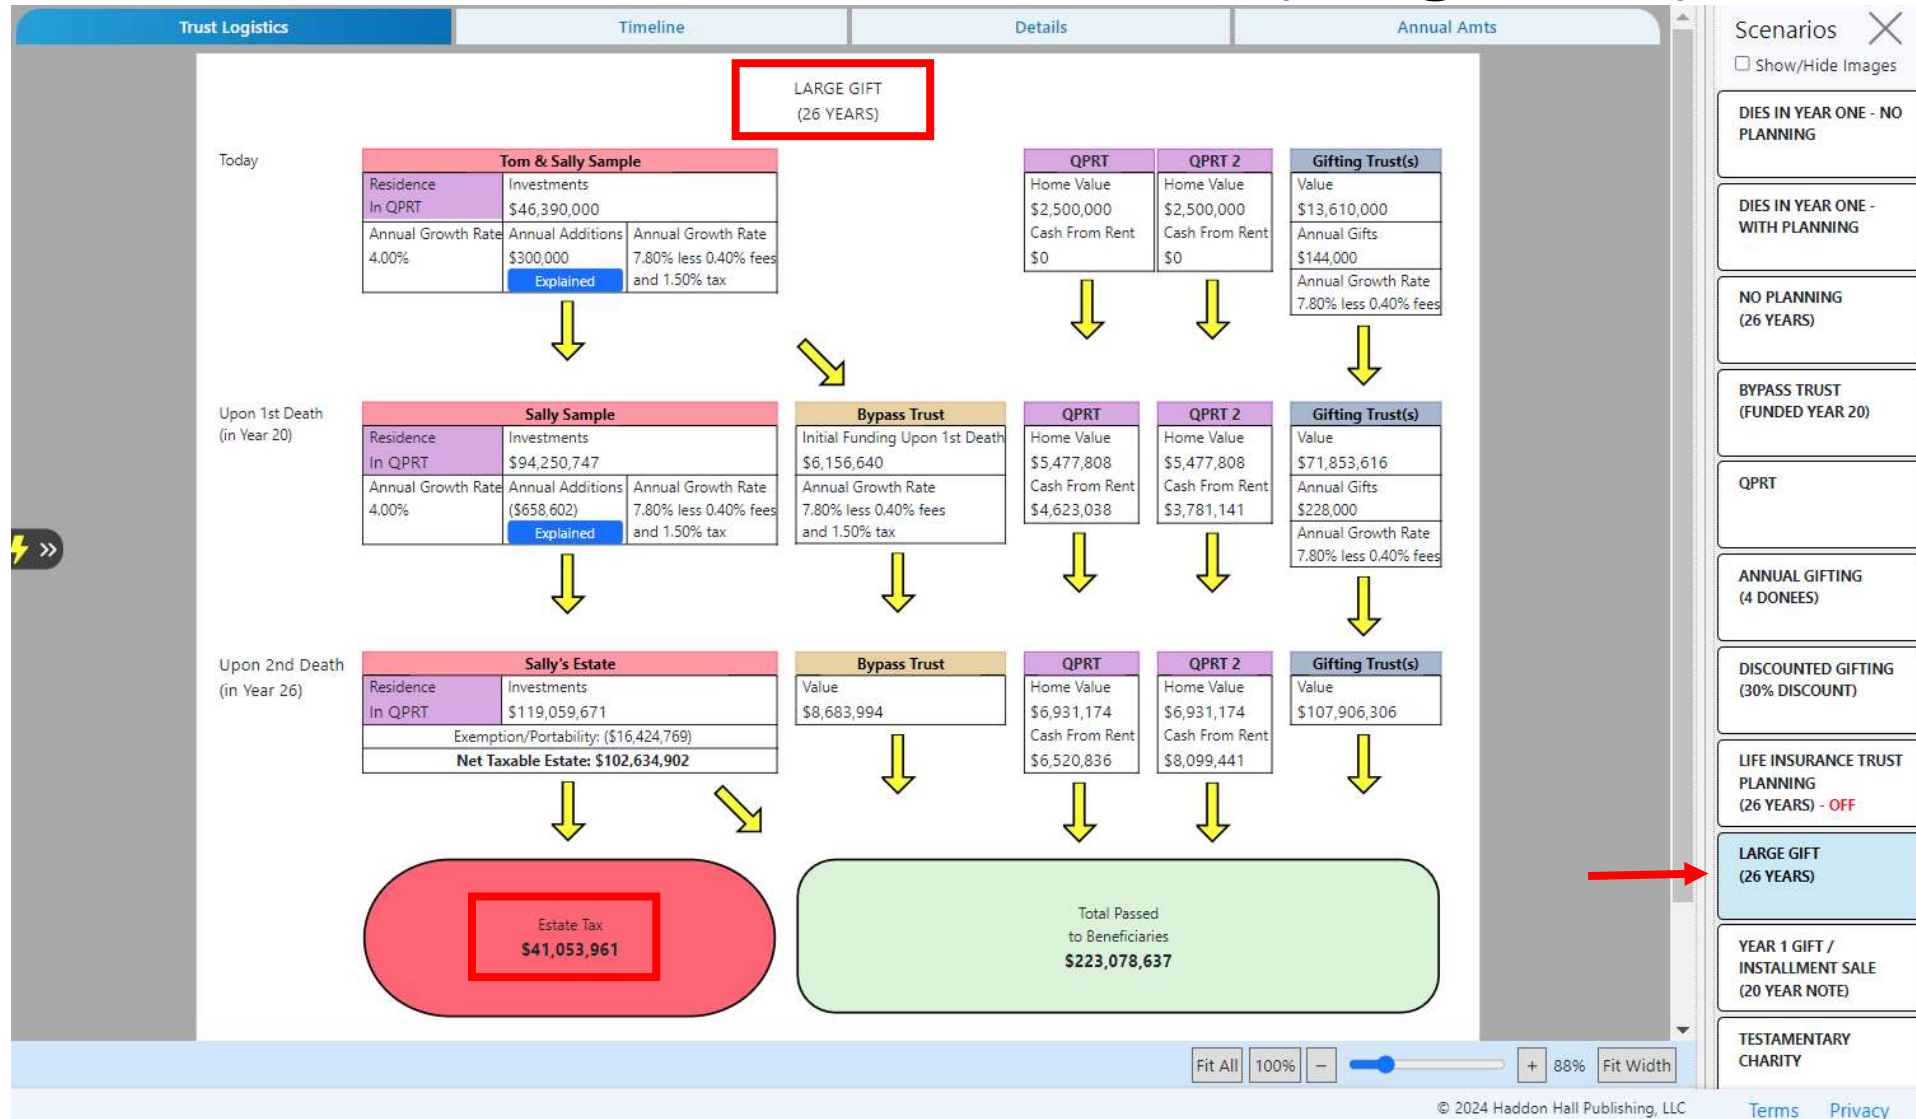 Trust Logistics
Timeline
Details
Annual Amts
LARGE GIFT
(26 YEARS)
Today
Tom & Sally Sample
Residence
In QPRT
Investments
$46,390,000
Annual Growth Rate
4.00%
Annual Additions
$300,000
Explained
Annual Growth Rate
7.80% less 0.40% fees
and 1.50% tax
QPRT
Home Value
$2,500,000
Cash From Rent
$0
QPRT 2
Home Value
$2,500,000
Cash From Rent
$0
Gifting Trust(s)
Value
$13,610,000
Annual Gifts
$144,000
Annual Growth Rate
7.80% less 0.40% fees
Upon 1st Death
(in Year 20)
Sally Sample
Residence
In QPRT
Investments
$94,250,747
Annual Growth Rate
4.00%
Annual Additions
($658,602)
Explained
Annual Growth Rate
7.80% less 0.40% fees
and 1.50% tax
Bypass Trust
Initial Funding Upon 1st Death
$6,156,640
Annual Growth Rate
7.80% less 0.40% fees
and 1.50% tax
QPRT
Home Value
$5,477,808
Cash From Rent
$4,623,038
QPRT 2
Home Value
$5,477,808
Cash From Rent
$3,781,141
Gifting Trust(s)
Value
$71,853,616
Annual Gifts
$228,000
Annual Growth Rate
7.80% less 0.40% fees
Upon 2nd Death
(in Year 26)
Sally's Estate
Residence
In QPRT
Investments
$119,059,671
Exemption/Portability: ($16,424,769)
Net Taxable Estate: $102,634,902
Bypass Trust
Value
$8,683,994
QPRT
Home Value
$6,931,174
Cash From Rent
$6,520,836
QPRT 2
Home Value
$6,931,174
Cash From Rent
$8,099,441
Gifting Trust(s)
Value
$107,906,306
Estate Tax
$41,053,961
Total Passed
to Beneficiaries
$223,078,637
Scenarios
Show/Hide Images
DIES IN YEAR ONE - NO
PLANNING
DIES IN YEAR ONE -
WITH PLANNING
NO PLANNING
(26 YEARS)
BYPASS TRUST
(FUNDED YEAR 20)
QPRT
ANNUAL GIFTING
(4 DONEES)
DISCOUNTED GIFTING
(30% DISCOUNT)
LIFE INSURANCE TRUST
PLANNING
(26 YEARS) - OFF
LARGE GIFT
(26 YEARS)
YEAR 1 GIFT /
INSTALLMENT SALE
(20 YEAR NOTE)
TESTAMENTARY
CHARITY
Fit All
100%
−
+
88%
Fit Width
© 2024 Haddon Hall Publishing, LLC
Terms
Privacy